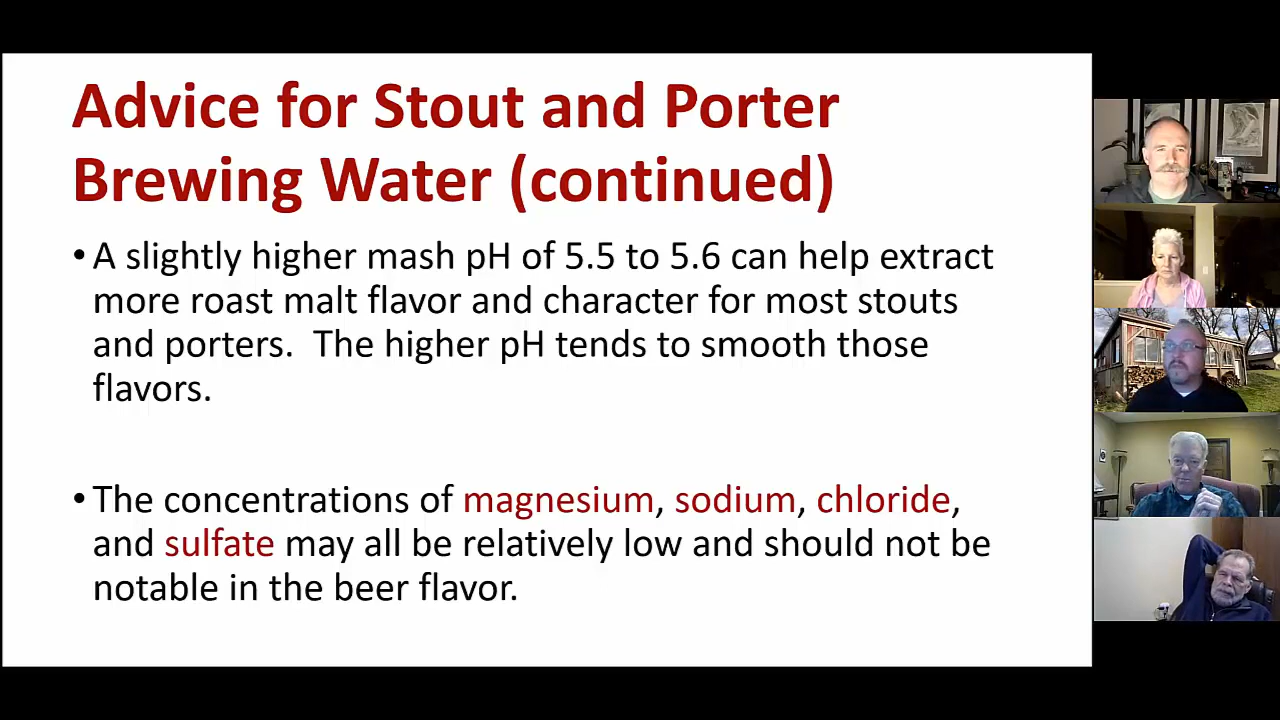 Advice for Stout and Porter
Brewing Water (continued)
• A slightly higher mash pH of 5.5 to 5.6 can help extract
more roast malt flavor and character for most stouts
and porters.  The higher pH tends to smooth those
flavors.
• The concentrations of magnesium, sodium, chloride,
and sulfate may all be relatively low and should not be
notable in the beer flavor.